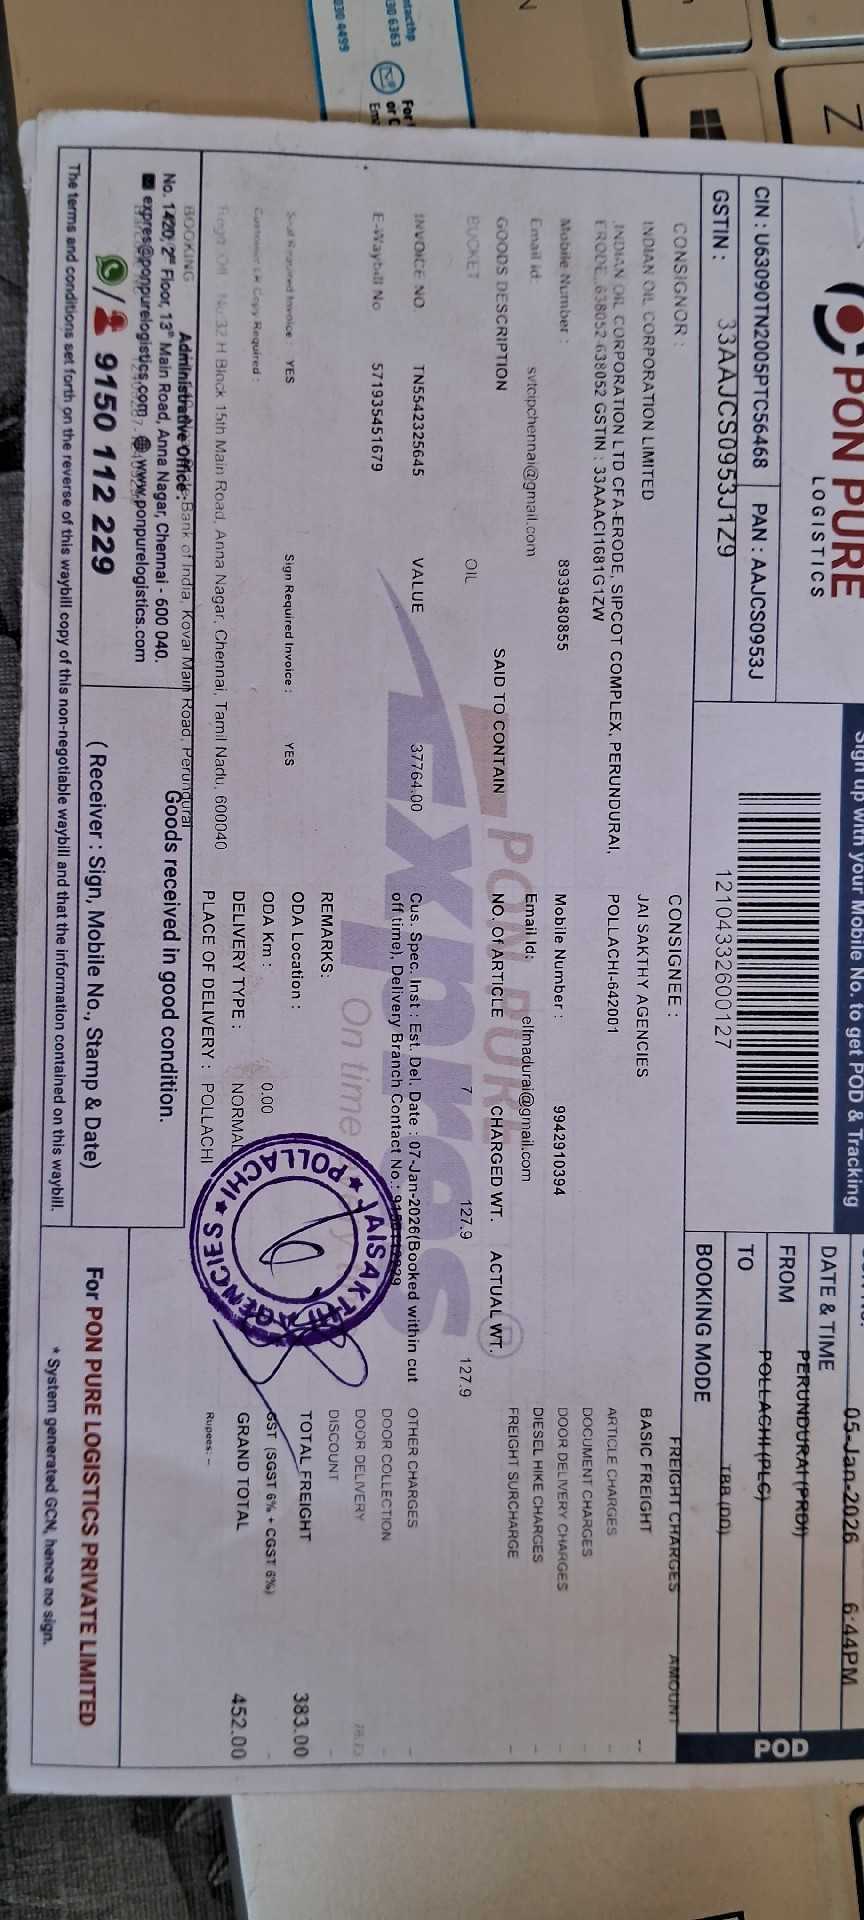 PON PURE
LOGISTICS
Sign up with your Mobile No. to get POD & Tracking
CIN : U63090TN2005PTC56468 PAN : AAJCS0953J
GSTIN : 33AAJCS0953J1Z9
12104332600127
DATE & TIME 05-Jan-2026 6:44PM
FROM PERUNDURAI (PRDI)
TO POLLACHI (PLC)
BOOKING MODE TBB (DD)
POD
CONSIGNOR :
INDIAN OIL CORPORATION LIMITED
INDIAN OIL CORPORATION LTD CFA-ERODE, SIPCOT COMPLEX, PERUNDURAI,
ERODE, 638052-638052 GSTIN : 33AAACI1681G1ZW
Mobile Number : 8939480855
Email id: svtcipchennai@gmail.com
CONSIGNEE :
JAI SAKTHY AGENCIES
POLLACHI-642001
Mobile Number : 9942910394
Email Id: elfmadurai@gmail.com
GOODS DESCRIPTION SAID TO CONTAIN NO. Of ARTICLE CHARGED WT. ACTUAL WT.
BUCKET OIL 7 127.9 127.9
INVOICE NO. TN5542325645 VALUE 37764.00
E-Waybill No 571935451679
Cus. Spec. Inst : Est. Del. Date : 07-Jan-2026(Booked within cut
off time), Delivery Branch Contact No :
REMARKS:
Seal Required Invoice : YES Sign Required Invoice : YES
ODA Location :
Customer LR Copy Required :
ODA Km : 0.00
DELIVERY TYPE : NORMAL
PLACE OF DELIVERY : POLLACHI
Regd. Off : No:32 H Block 15th Main Road, Anna Nagar, Chennai, Tamil Nadu, 600040
BOOKING
Bank of India, Kovai Main Road, Perundurai
FREIGHT CHARGES AMOUNT
BASIC FREIGHT --
ARTICLE CHARGES -
DOCUMENT CHARGES -
DOOR DELIVERY CHARGES -
DIESEL HIKE CHARGES -
FREIGHT SURCHARGE -
OTHER CHARGES -
DOOR COLLECTION -
DOOR DELIVERY
DISCOUNT -
TOTAL FREIGHT 383.00
GST (SGST 6% + CGST 6%) -
GRAND TOTAL 452.00
Rupees: -
PON PURE
Expres
On time
JAISAKTHY AGENCIES
★ POLLACHI ★
Administrative Office :
No. 1420, 2nd Floor, 13th Main Road, Anna Nagar, Chennai - 600 040.
expres@ponpurelogistics.com www.ponpurelogistics.com
/ 9150 112 229
Goods received in good condition.
( Receiver : Sign, Mobile No., Stamp & Date)
The terms and conditions set forth on the reverse of this waybill copy of this non-negotiable waybill and that the information contained on this waybill.
For PON PURE LOGISTICS PRIVATE LIMITED
* System generated GCN, hence no sign.
Z
N